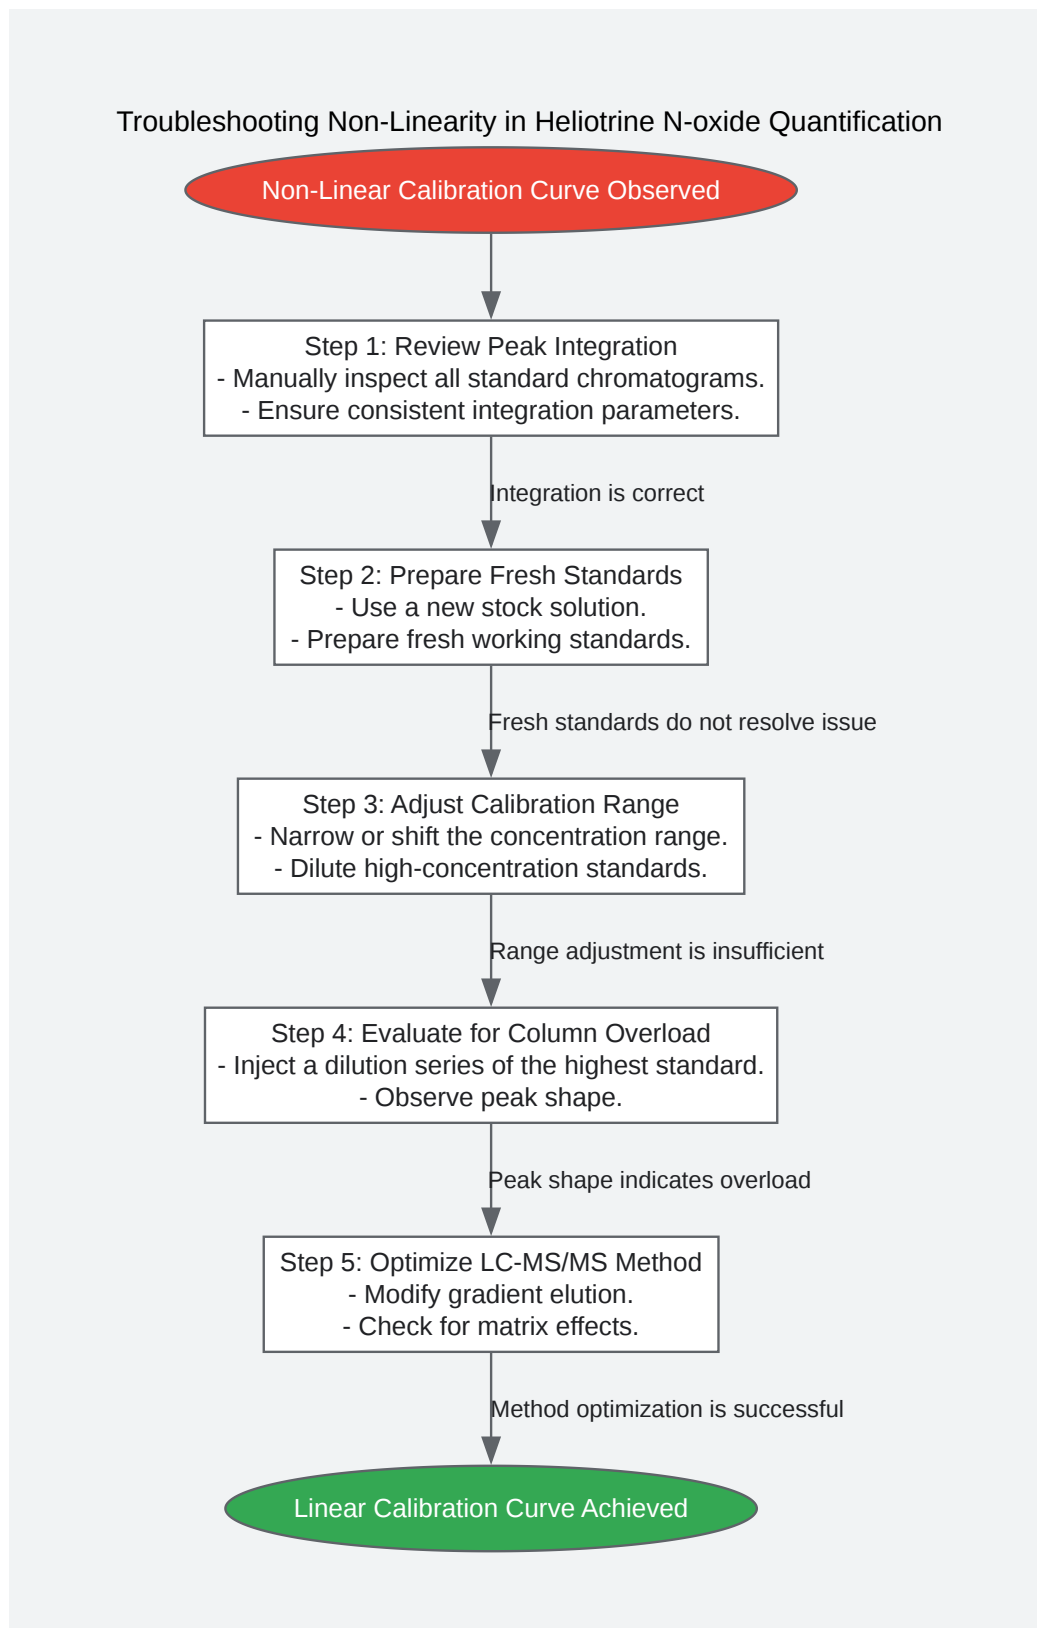 Troubleshooting Non-Linearity in Heliotrine N-oxide Quantification
Non-Linear Calibration Curve Observed
Step 1: Review Peak Integration
- Manually inspect all standard chromatograms.
- Ensure consistent integration parameters.
Integration is correct
Step 2: Prepare Fresh Standards
- Use a new stock solution.
- Prepare fresh working standards.
Fresh standards do not resolve issue
Step 3: Adjust Calibration Range
- Narrow or shift the concentration range.
- Dilute high-concentration standards.
Range adjustment is insufficient
Step 4: Evaluate for Column Overload
- Inject a dilution series of the highest standard.
- Observe peak shape.
Peak shape indicates overload
Step 5: Optimize LC-MS/MS Method
- Modify gradient elution.
- Check for matrix effects.
Method optimization is successful
Linear Calibration Curve Achieved